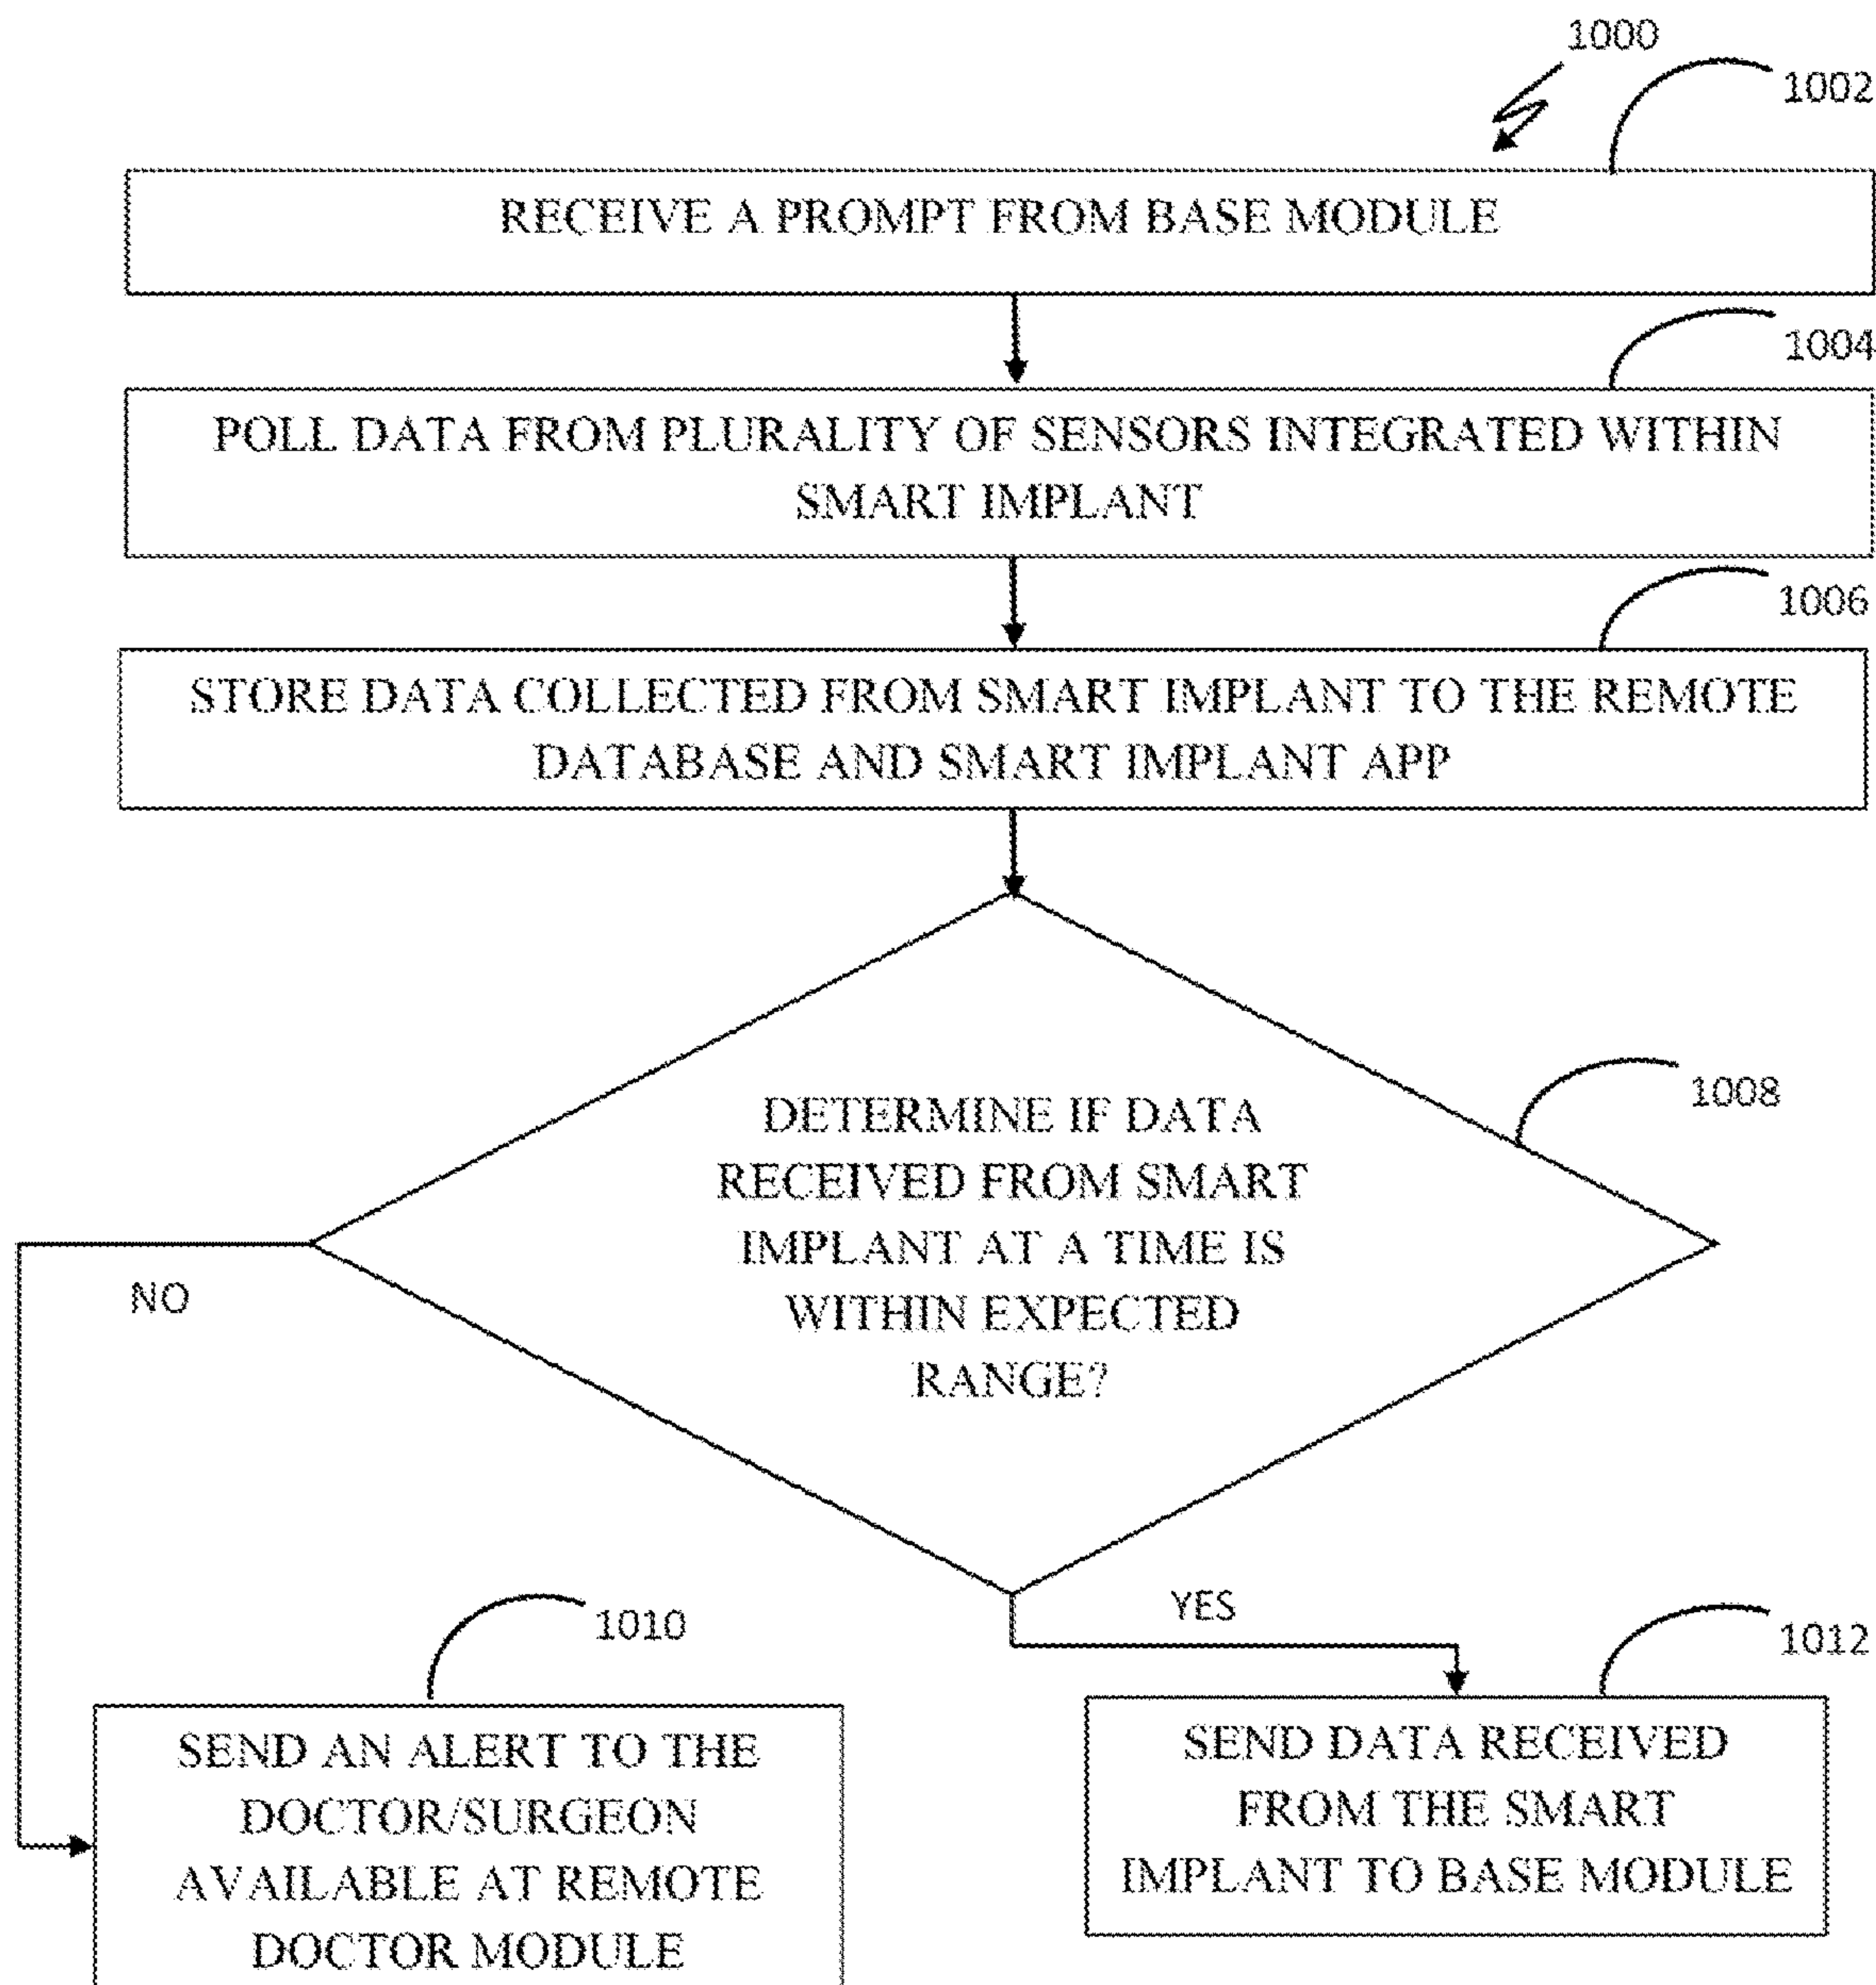 1000
1002
RECEIVE A PROMPT FROM BASE MODULE
1004
POLL DATA FROM PLURALITY OF SENSORS INTEGRATED WITHIN
SMART IMPLANT
1006
STORE DATA COLLECTED FROM SMART IMPLANT TO THE REMOTE
DATABASE AND SMART IMPLANT APP
1008
DETERMINE IF DATA
RECEIVED FROM SMART
IMPLANT AT A TIME IS
WITHIN EXPECTED
RANGE?
NO
YES
1010
SEND AN ALERT TO THE
DOCTOR/SURGEON
AVAILABLE AT REMOTE
DOCTOR MODULE
1012
SEND DATA RECEIVED
FROM THE SMART
IMPLANT TO BASE MODULE